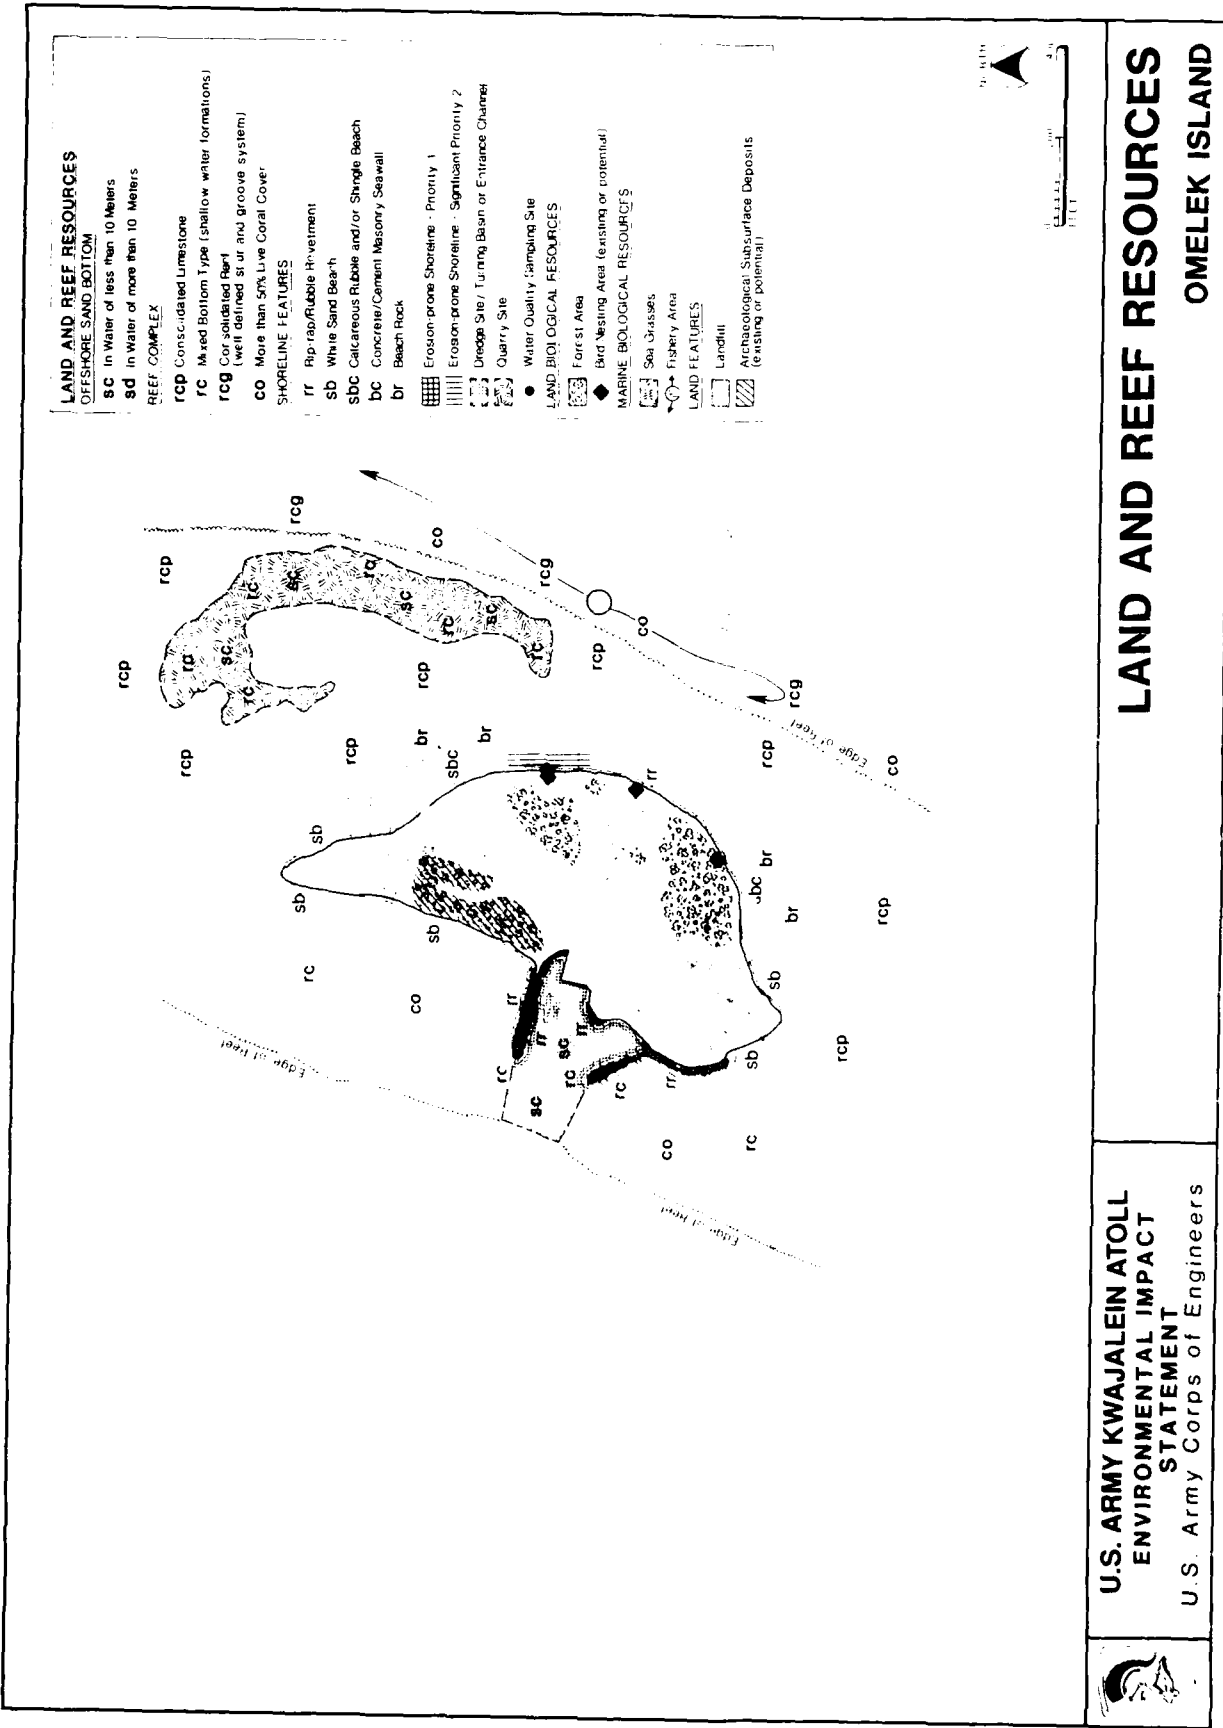 LAND AND REEF RESOURCES
OFFSHORE SAND BOTTOM
sc In Water of less than 10 Meters
sd In Water of more than 10 Meters
REEF COMPLEX
rcp Consolidated Limestone
rc Mixed Bottom Type (shallow water formations)
rcg Consolidated Reef
(well defined spur and groove system)
co More than 50% Live Coral Cover
SHORELINE FEATURES
rr Rip-rap/Rubble Revetment
sb White Sand Beach
sbc Calcareous Rubble and/or Shingle Beach
bc Concrete/Cement Masonry Seawall
br Beach Rock
Erosion-prone Shoreline - Priority 1
Erosion-prone Shoreline - Significant Priority 2
Dredge Site / Turning Basin or Entrance Channel
Quarry Site
Water Quality Sampling Site
LAND BIOLOGICAL RESOURCES
Forest Area
Bird Nesting Area (existing or potential)
MARINE BIOLOGICAL RESOURCES
Sea Grasses
Fishery Area
LAND FEATURES
Landfill
Archaeological Subsurface Deposits
(existing or potential)
FEET
rcp
rcp
rcp
rcg
co
rcg
co
rcg
rcp
rcp
rcp
rcp
co
rc
sc
rc
sc
sc
rc
sc
rc
br
br
sbc
rr
br
br
sb
sb
sb
sb
sb
rc
co
rr
rr
rr
sc
rc
rc
sc
rc
rr
co
rc
rcp
rcp
Edge of Reef
Edge of Reef
Edge of Reef
U.S. ARMY KWAJALEIN ATOLL
ENVIRONMENTAL IMPACT
STATEMENT
U.S. Army Corps of Engineers
LAND AND REEF RESOURCES
OMELEK ISLAND